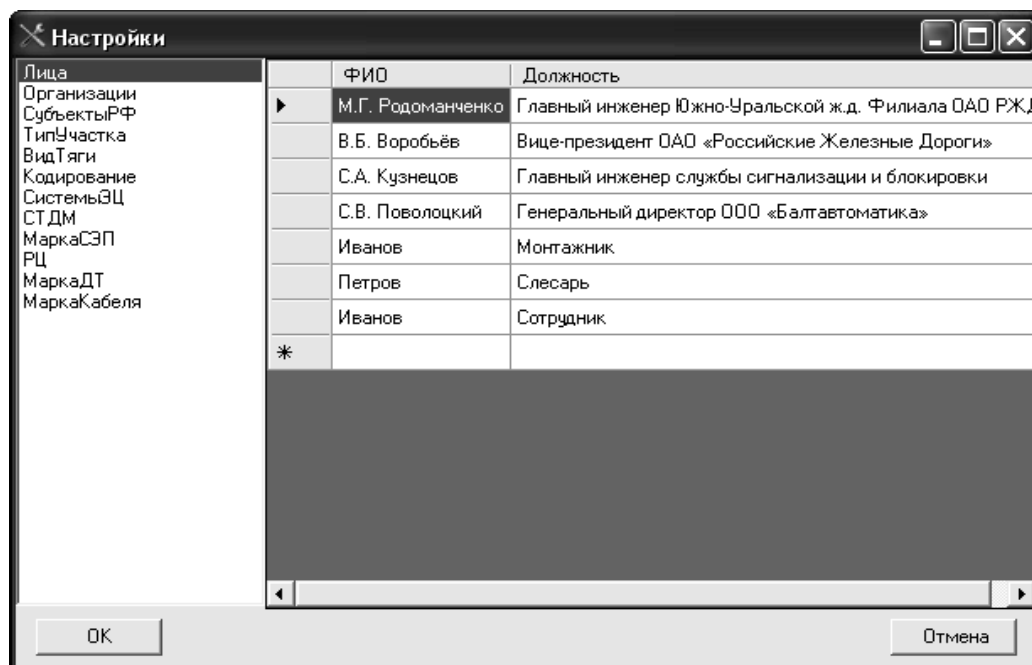 Настройки
Лица
Организации
СубъектыРФ
ТипУчастка
ВидТяги
Кодирование
СистемыЭЦ
СТДМ
МаркаСЭП
РЦ
МаркаДТ
МаркаКабеля
ФИО Должность
М.Г. Родоманченко Главный инженер Южно-Уральской ж.д. Филиала ОАО РЖД
В.Б. Воробьёв Вице-президент ОАО «Российские Железные Дороги»
С.А. Кузнецов Главный инженер службы сигнализации и блокировки
С.В. Поволоцкий Генеральный директор ООО «Балтавтоматика»
Иванов Монтажник
Петров Слесарь
Иванов Сотрудник
OK Отмена